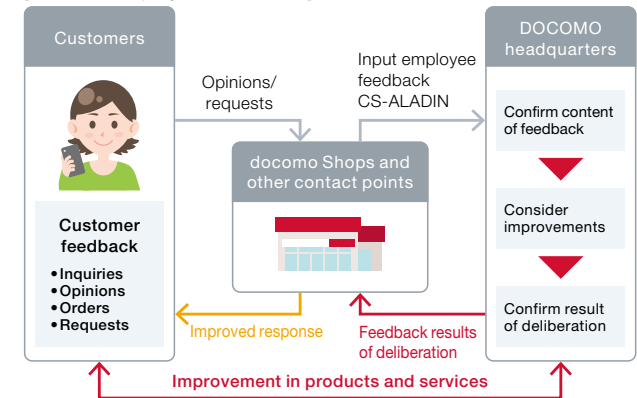 Customers
Customer
feedback
•Inquiries
•Opinions
•Orders
•Requests
Opinions/
requests
docomo Shops and
other contact points
Input employee
feedback
CS-ALADIN
DOCOMO
headquarters
Confirm content
of feedback
Consider
improvements
Confirm result
of deliberation
Improved response
Feedback results
of deliberation
Improvement in products and services